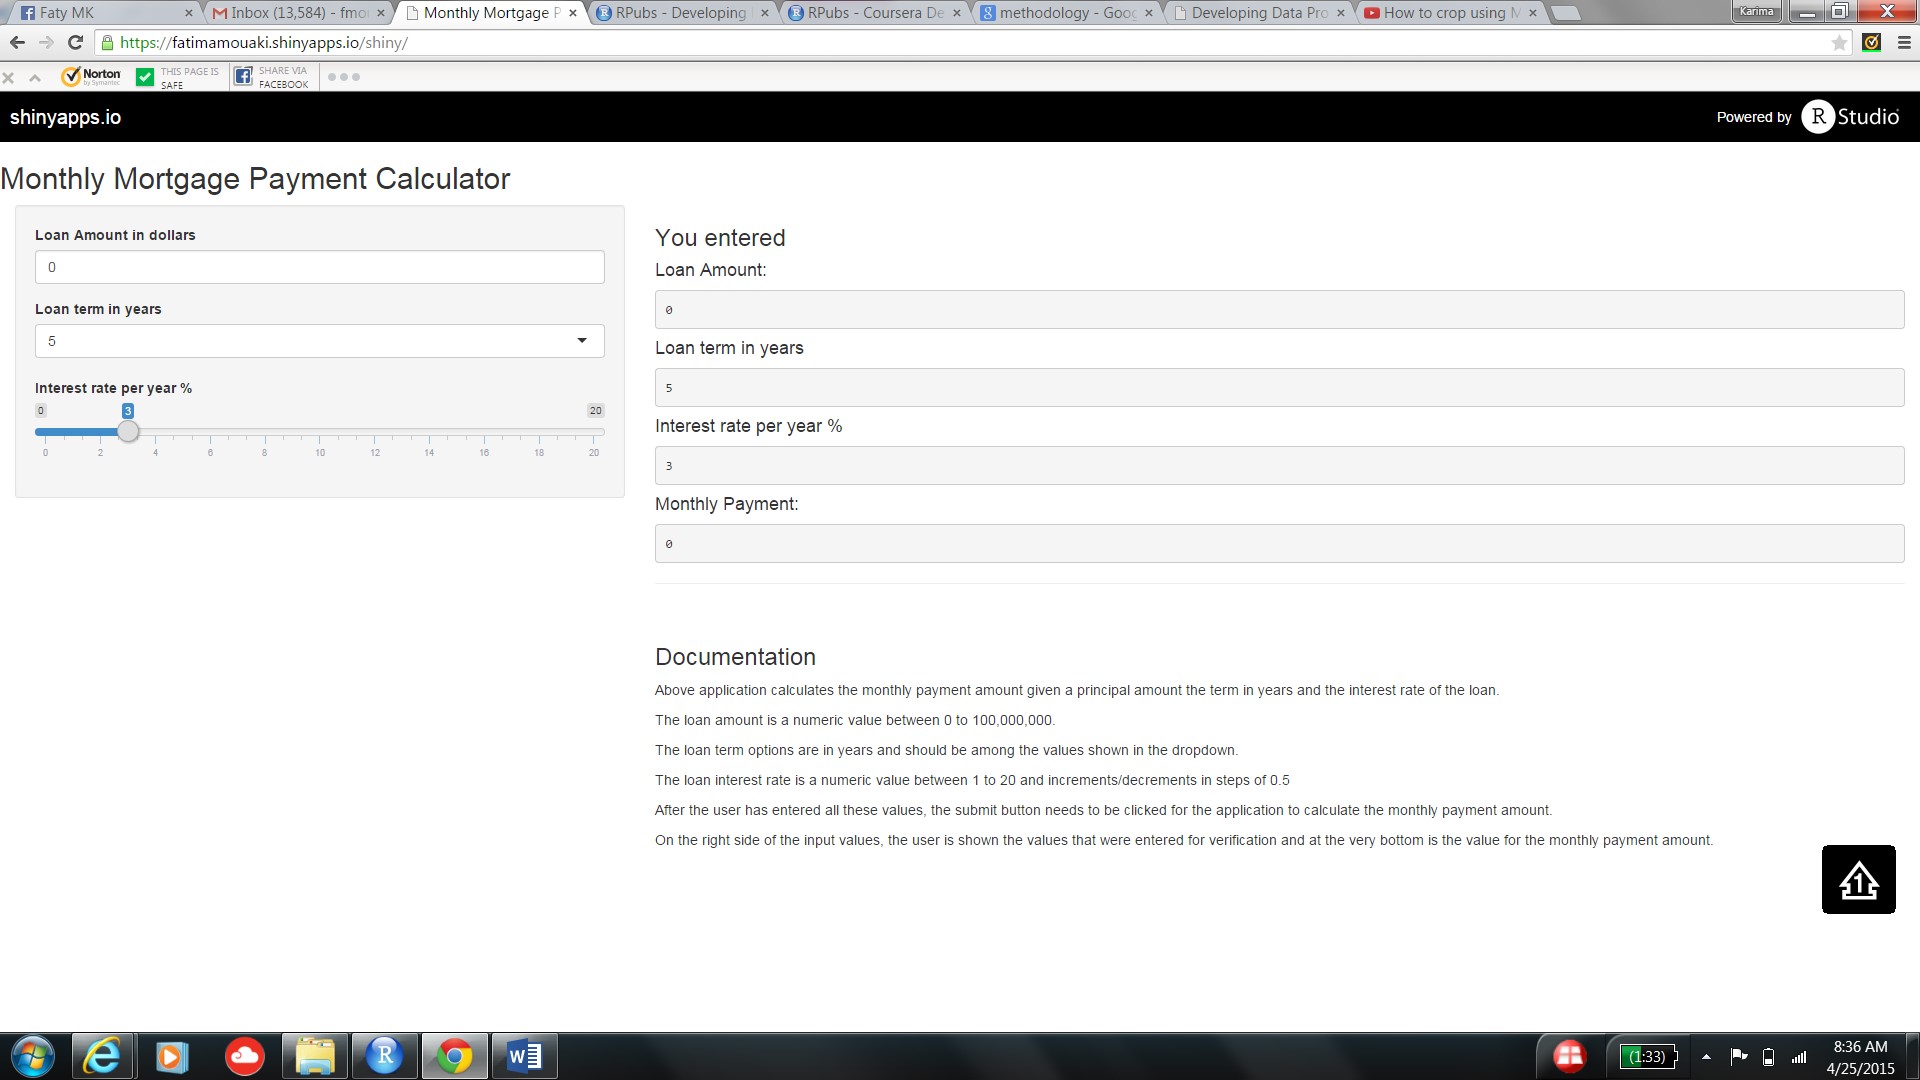 Faty MK
Inbox (13,584) - fmo
Monthly Mortgage P
RPubs - Developing
RPubs - Coursera De
methodology - Goog
Developing Data Pro
How to crop using M
Karima
https://fatimamouaki.shinyapps.io/shiny/
Norton
by Symantec
THIS PAGE IS
SAFE
SHARE VIA
FACEBOOK
shinyapps.io
Powered by R Studio
Monthly Mortgage Payment Calculator
Loan Amount in dollars
0
Loan term in years
5
Interest rate per year %
0 3 20
0 2 4 6 8 10 12 14 16 18 20
You entered
Loan Amount:
0
Loan term in years
5
Interest rate per year %
3
Monthly Payment:
0
Documentation
Above application calculates the monthly payment amount given a principal amount the term in years and the interest rate of the loan.
The loan amount is a numeric value between 0 to 100,000,000.
The loan term options are in years and should be among the values shown in the dropdown.
The loan interest rate is a numeric value between 1 to 20 and increments/decrements in steps of 0.5
After the user has entered all these values, the submit button needs to be clicked for the application to calculate the monthly payment amount.
On the right side of the input values, the user is shown the values that were entered for verification and at the very bottom is the value for the monthly payment amount.
1
(1:33)
8:36 AM
4/25/2015